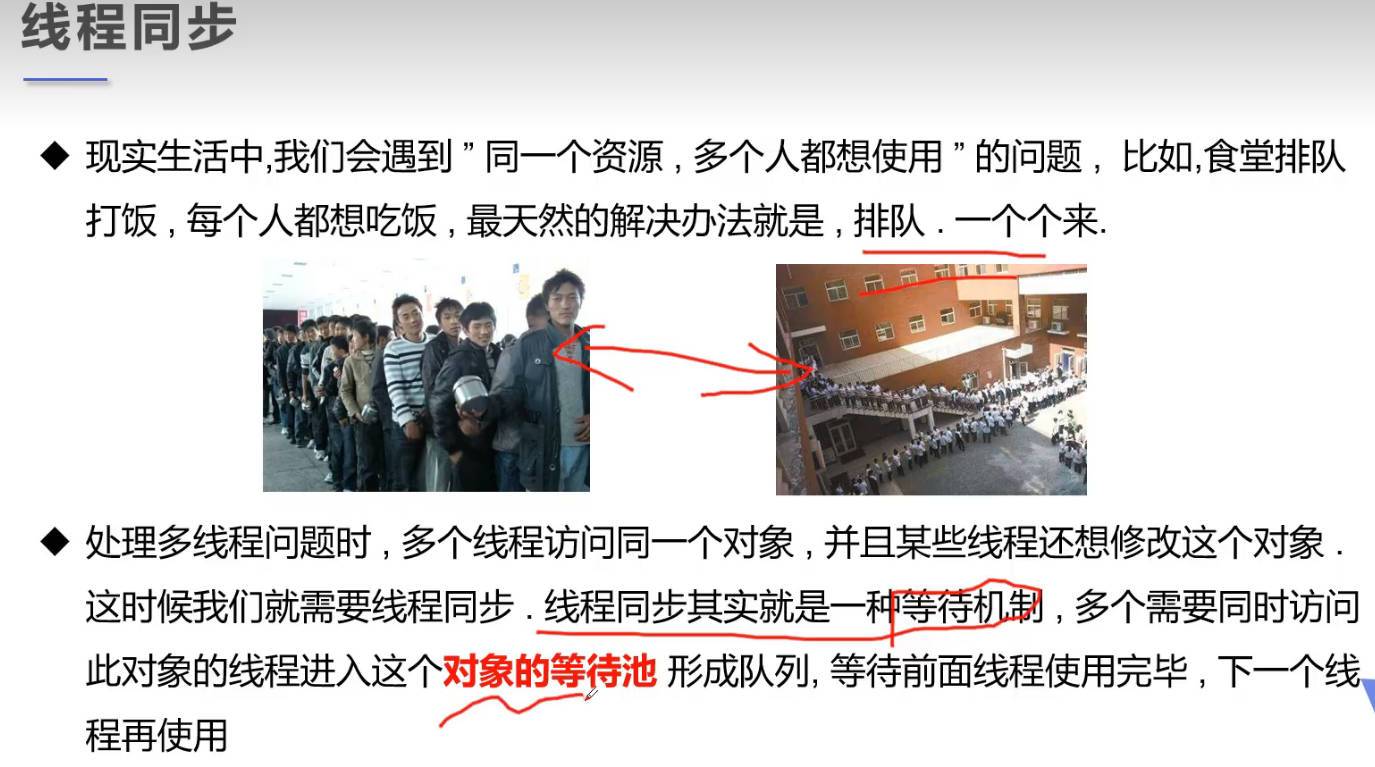 线程同步
◆ 现实生活中,我们会遇到 ” 同一个资源 , 多个人都想使用 ” 的问题 , 比如,食堂排队
打饭 , 每个人都想吃饭 , 最天然的解决办法就是 , 排队 . 一个个来.
◆ 处理多线程问题时 , 多个线程访问同一个对象 , 并且某些线程还想修改这个对象 .
这时候我们就需要线程同步 . 线程同步其实就是一种等待机制 , 多个需要同时访问
此对象的线程进入这个对象的等待池 形成队列, 等待前面线程使用完毕 , 下一个线
程再使用